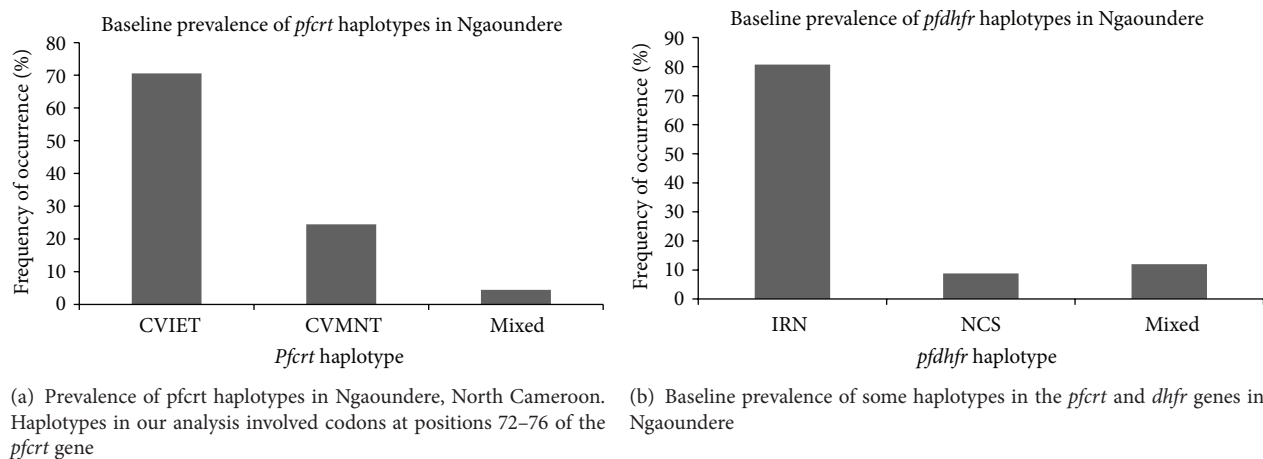 Baseline prevalence of pfcrt haplotypes in Ngaoundere
80
70
60
50
40
30
20
10
0
Frequency of occurrence (%)
CVIET CVMNT Mixed
Pfcrt haplotype
(a) Prevalence of pfcrt haplotypes in Ngaoundere, North Cameroon.
Haplotypes in our analysis involved codons at positions 72–76 of the
pfcrt gene
Baseline prevalence of pfdhfr haplotypes in Ngaoundere
90
80
70
60
50
40
30
20
10
0
Frequency of occurrence (%)
IRN NCS Mixed
pfdhfr haplotype
(b) Baseline prevalence of some haplotypes in the pfcrt and dhfr genes in
Ngaoundere